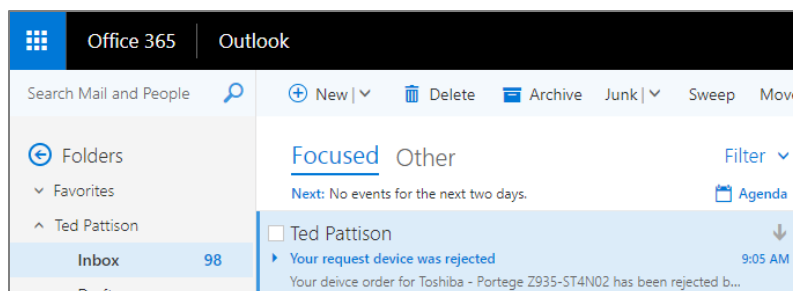 Office 365 Outlook
Search Mail and People New Delete Archive Junk Sweep
Folders Focused Other Filter
Favorites Next: No events for the next two days. Agenda
Ted Pattison Ted Pattison
Inbox 98 Your request device was rejected 9:05 AM
Your deivce order for Toshiba - Portege Z935-ST4N02 has been rejected b...